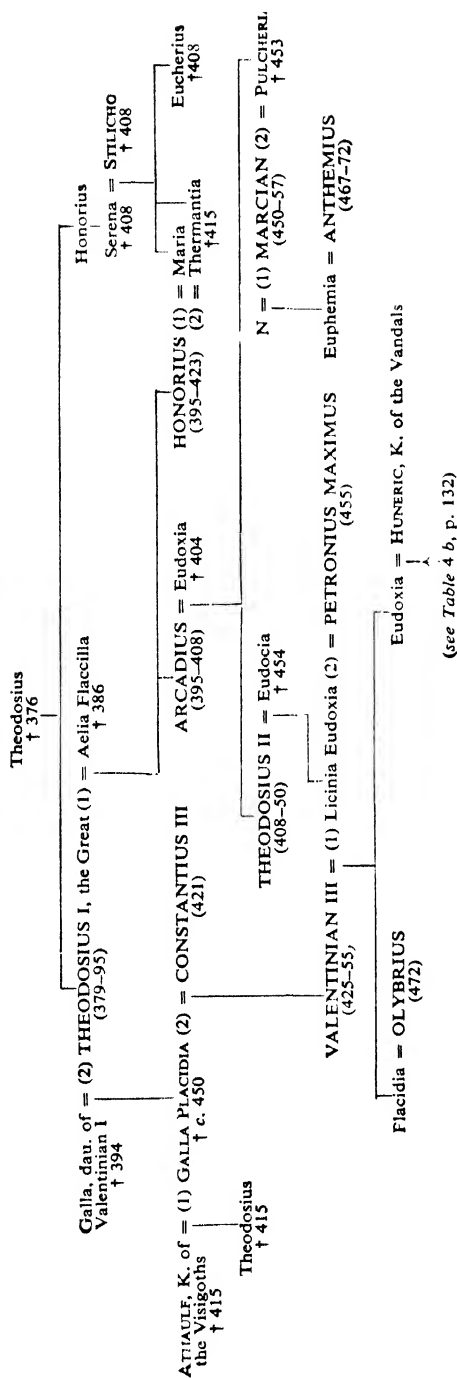 Theodosius
† 376
Galla, dau. of = (2) THEODOSIUS I, the Great (1) = Aelia Flaccilla
Valentinian I (379–95) † 386
† 394
Honorius
Serena = STILICHO
† 408 † 408
ATHAULF, K. of = (1) GALLA PLACIDIA (2) = CONSTANTIUS III
the Visigoths † c. 450 (421)
† 415
ARCADIUS = Eudoxia
(395–408) † 404
HONORIUS (1) = Maria
(395–423) (2) = Thermantia
†415
Eucherius
†408
Theodosius
† 415
THEODOSIUS II = Eudocia
(408–50) † 454
N = (1) MARCIAN (2) = PULCHERI
(450–57) † 453
VALENTINIAN III = (1) Licinia Eudoxia (2) = PETRONIUS MAXIMUS
(425–55, (455)
Euphemia = ANTHEMIUS
(467–72)
Flacidia = OLYBRIUS
(472)
Eudoxia = HUNERIC, K. of the Vandals
(see Table 4 b, p. 132)